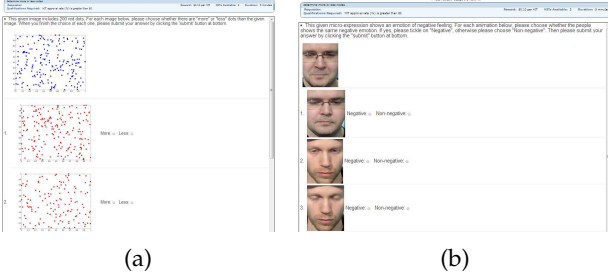 • This given image includes 200 red dots. For each image below, please choose whether there are "more" or "less" dots than the given
image. When you finish the choice of each one, please submit your answer by clicking the 'submit' button at bottom.
1.
More: Less:
2.
More: Less:
(a)
• This given micro-expression shows an emotion of negative feeling. For each animation below, please choose whether the people
shows the same negative emotion. If yes, please tickle on "Negative", otherwise please choose "Non-negative". Then please submit your
answer by clicking the "submit" button at bottom.
1.
Negative: Non-negative:
2.
Negative: Non-negative:
3.
Negative: Non-negative:
(b)